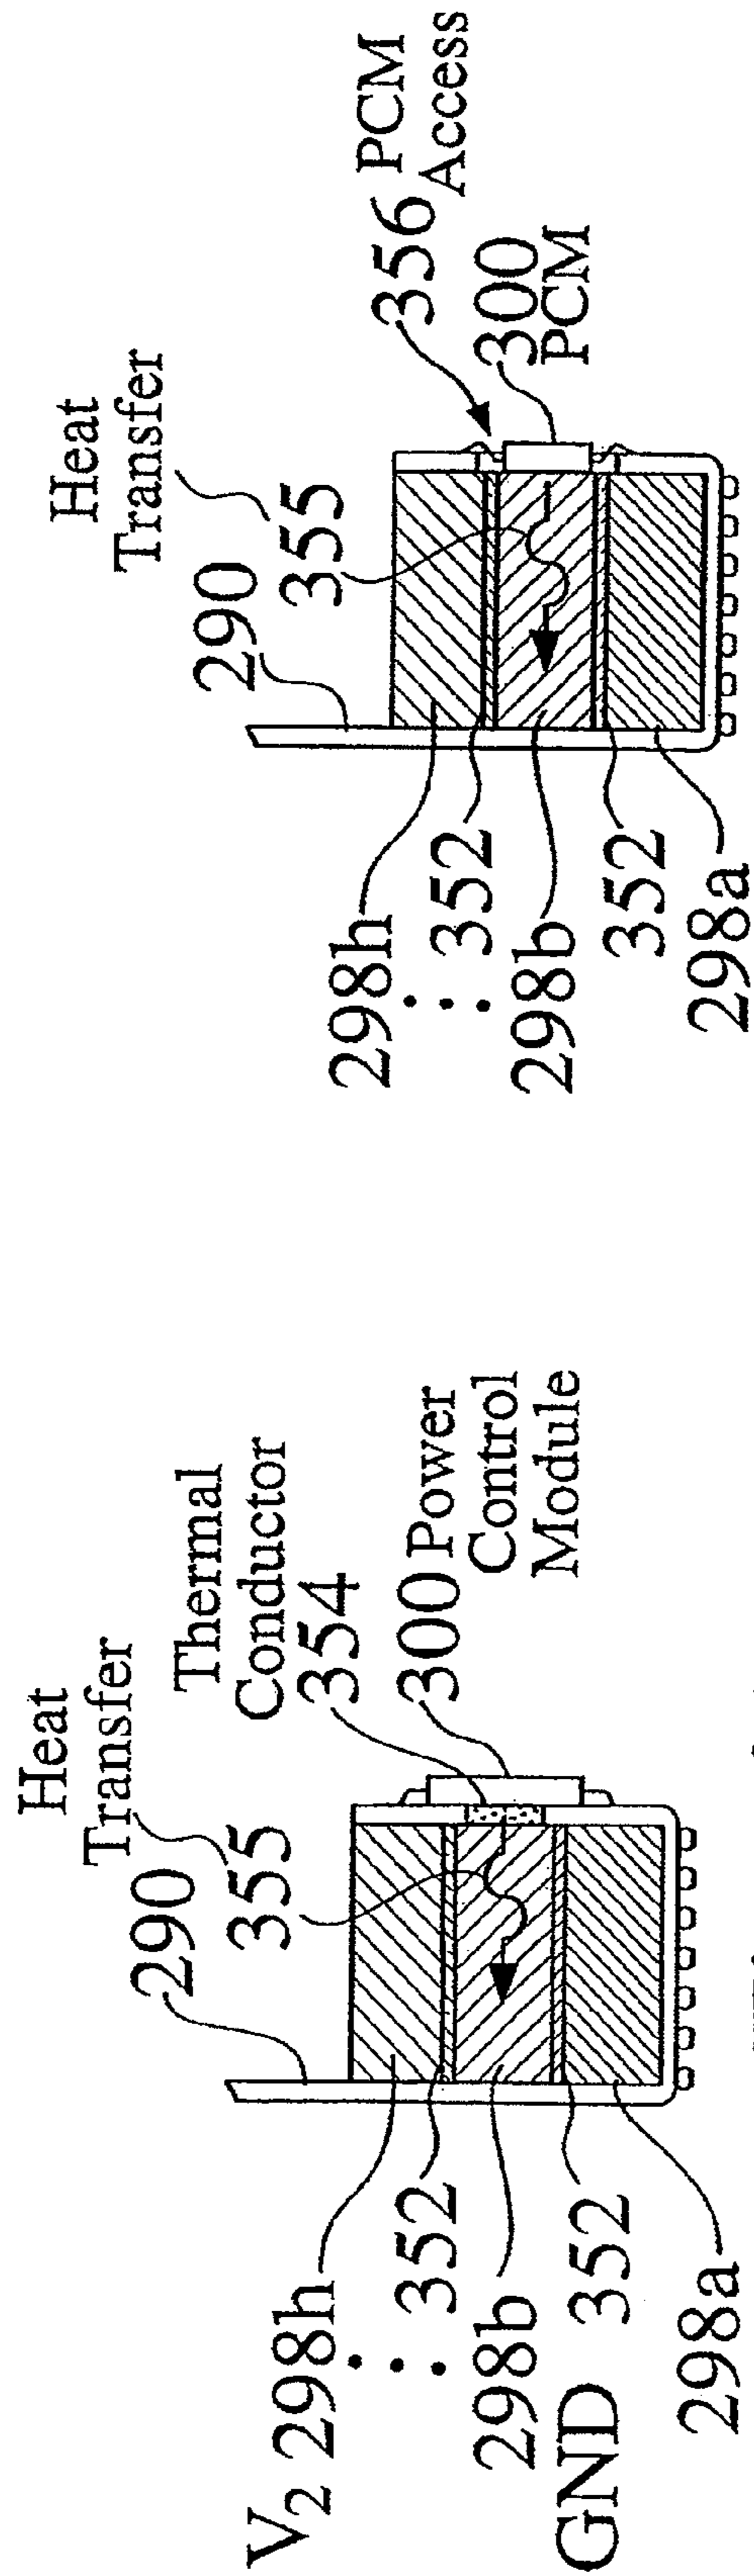 Heat
Transfer
290
355
Thermal
Conductor
354
300 Power
Control
Module
V2 298h
352
298b
GND
352
298a
Heat
Transfer
290
355
356 PCM
Access
300
PCM
298h
352
298b
352
298a